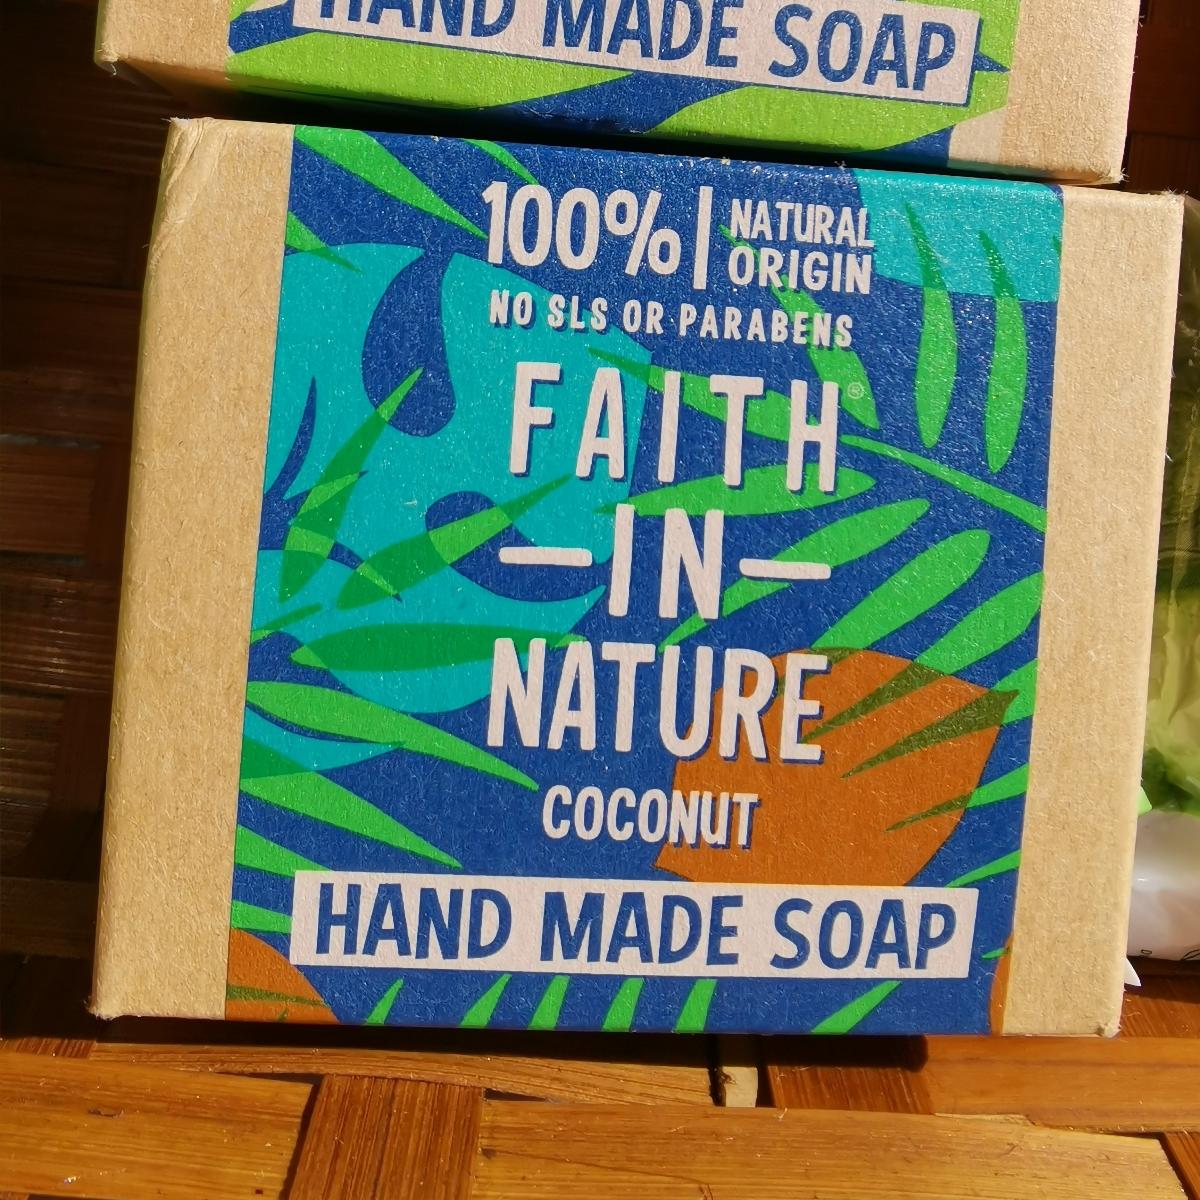 HAND MADE SOAP
100% | NATURAL
ORIGIN
NO SLS OR PARABENS
FAITH®
—IN—
NATURE
COCONUT
HAND MADE SOAP